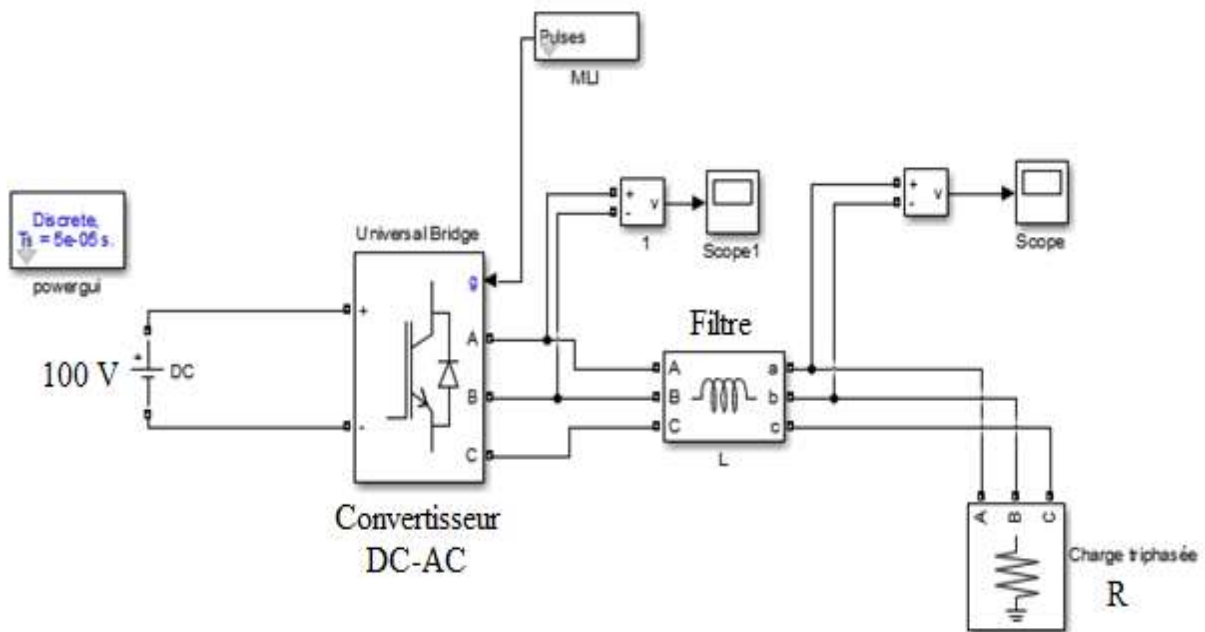 Pulses
MLI
Discrete,
Ts = 5e-05 s.
powergui
Universal Bridge
g
+
-
A
B
C
Convertisseur
DC-AC
100 V
+
DC
+
-
v
1
Scope1
+
-
v
Scope
Filtre
A
B
C
a
b
c
L
A
B
C
Charge triphasée
R